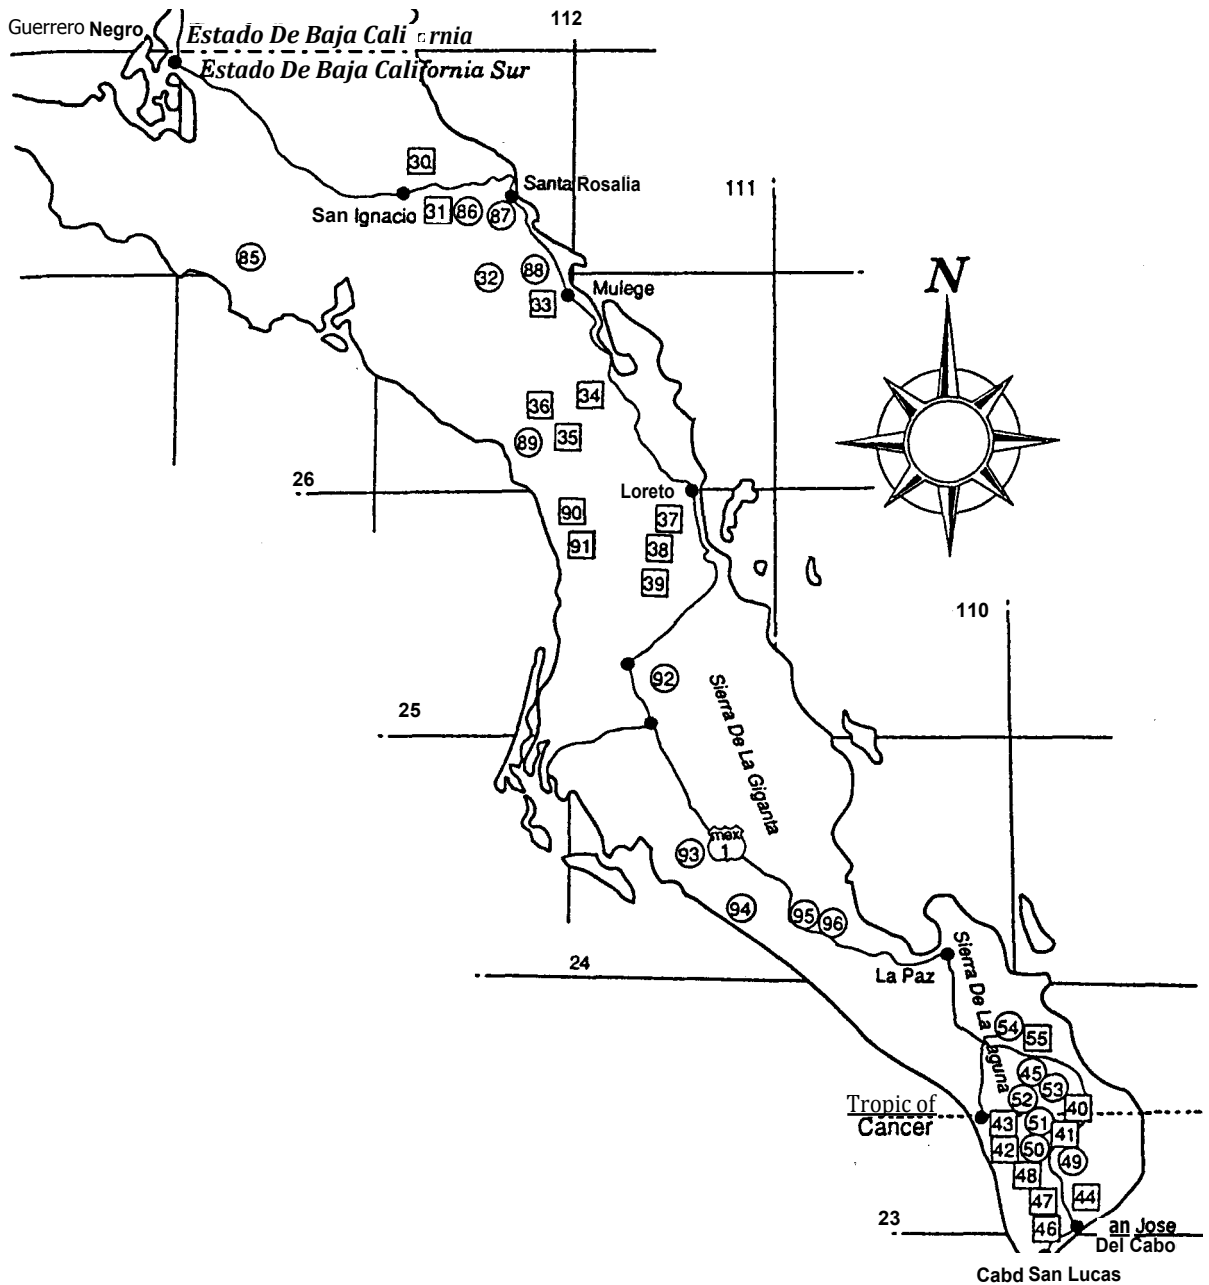 112
Guerrero Negro
Estado De Baja Cali rnia
Estado De Baja California Sur
30
Santa Rosalia
111
San Ignacio
31
86
87
85
32
88
33
Mulege
N
36
34
89
35
26
Loreto
90
37
91
38
39
110
92
25
Sierra De La Giganta
mex
1
93
94
95
96
24
La Paz
Sierra De La aguna
54
55
45
53
52
40
Tropic of
Cancer
43
51
41
42
50
49
48
47
44
23
46
an Jose
Del Cabo
Cabd San Lucas